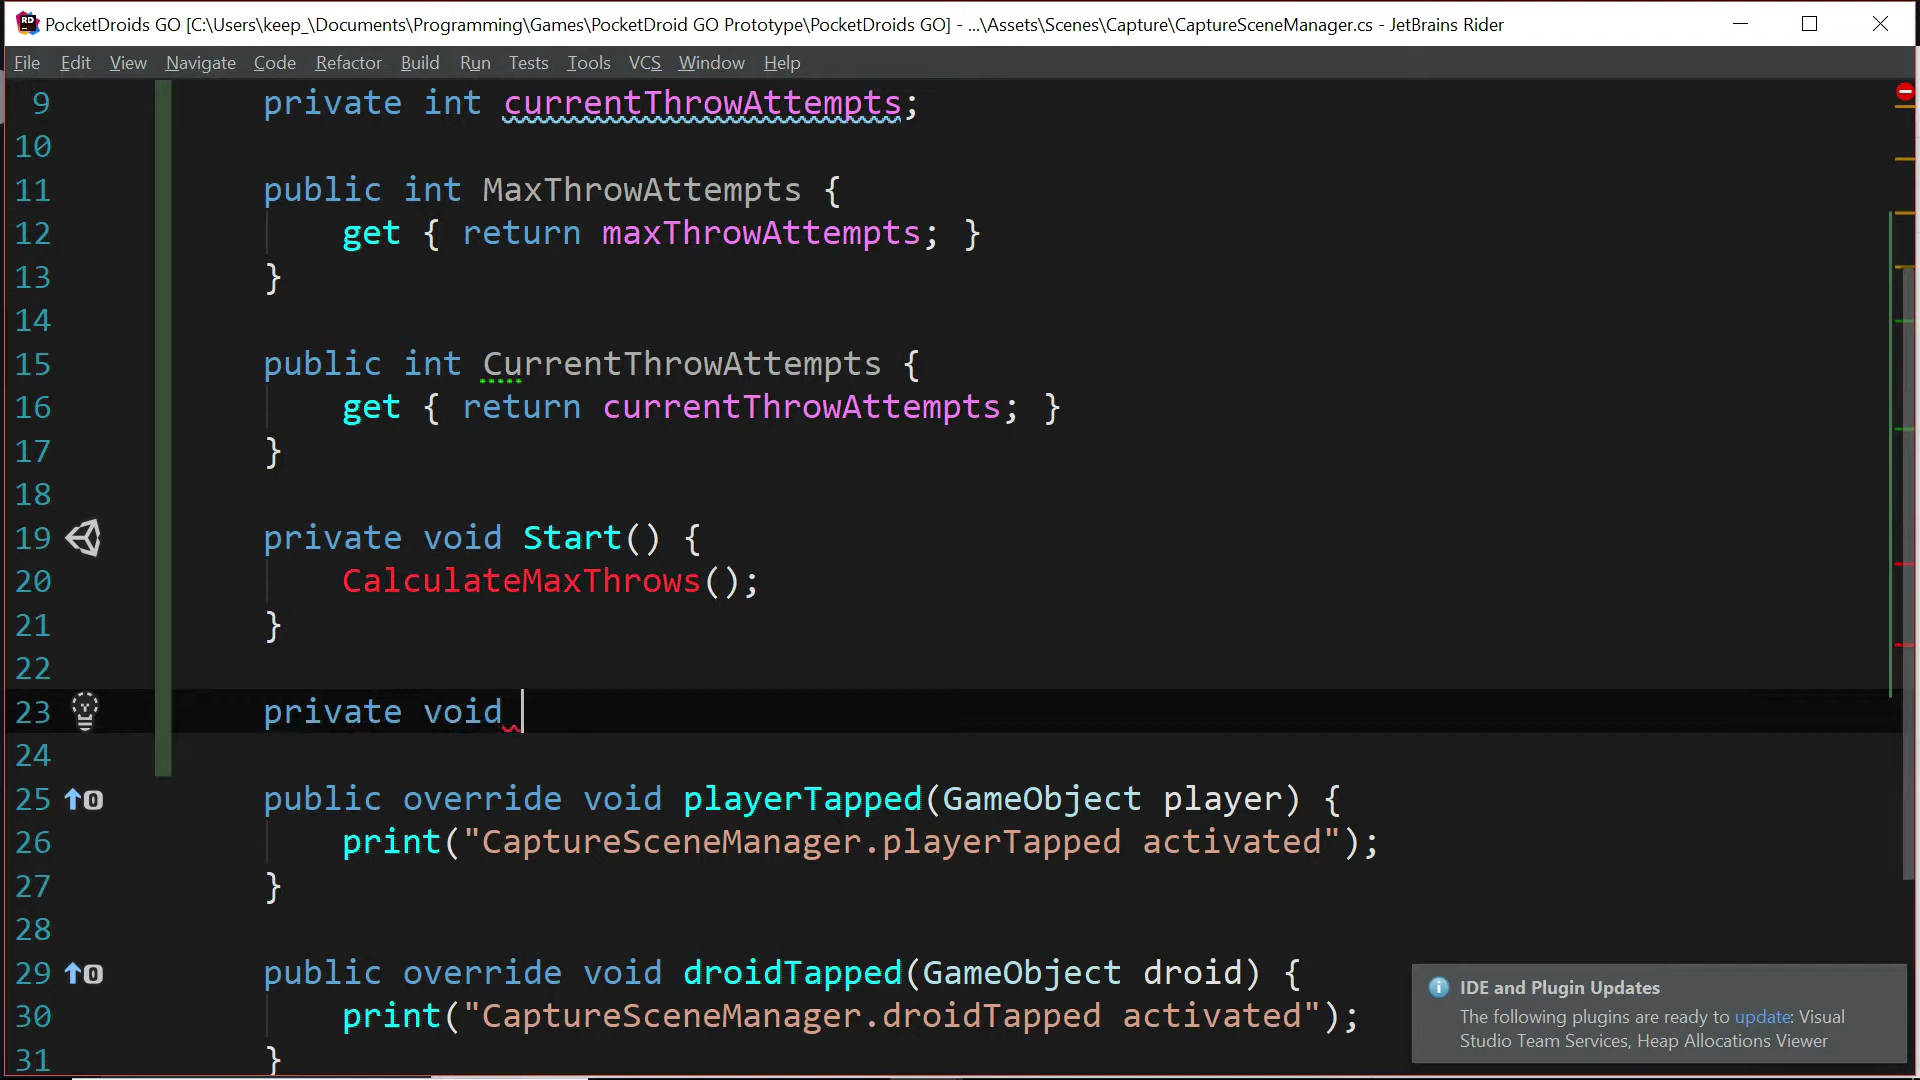 PocketDroids GO [C:\Users\keep_\Documents\Programming\Games\PocketDroid GO Prototype\PocketDroids GO] - ...\Assets\Scenes\Capture\CaptureSceneManager.cs - JetBrains Rider
File Edit View Navigate Code Refactor Build Run Tests Tools VCS Window Help
9 private int currentThrowAttempts;
10
11 public int MaxThrowAttempts {
12 get { return maxThrowAttempts; }
13 }
14
15 public int CurrentThrowAttempts {
16 get { return currentThrowAttempts; }
17 }
18
19 private void Start() {
20 CalculateMaxThrows();
21 }
22
23 private void
24
25 public override void playerTapped(GameObject player) {
26 print("CaptureSceneManager.playerTapped activated");
27 }
28
29 public override void droidTapped(GameObject droid) {
30 print("CaptureSceneManager.droidTapped activated");
31 }
IDE and Plugin Updates
The following plugins are ready to update: Visual
Studio Team Services, Heap Allocations Viewer